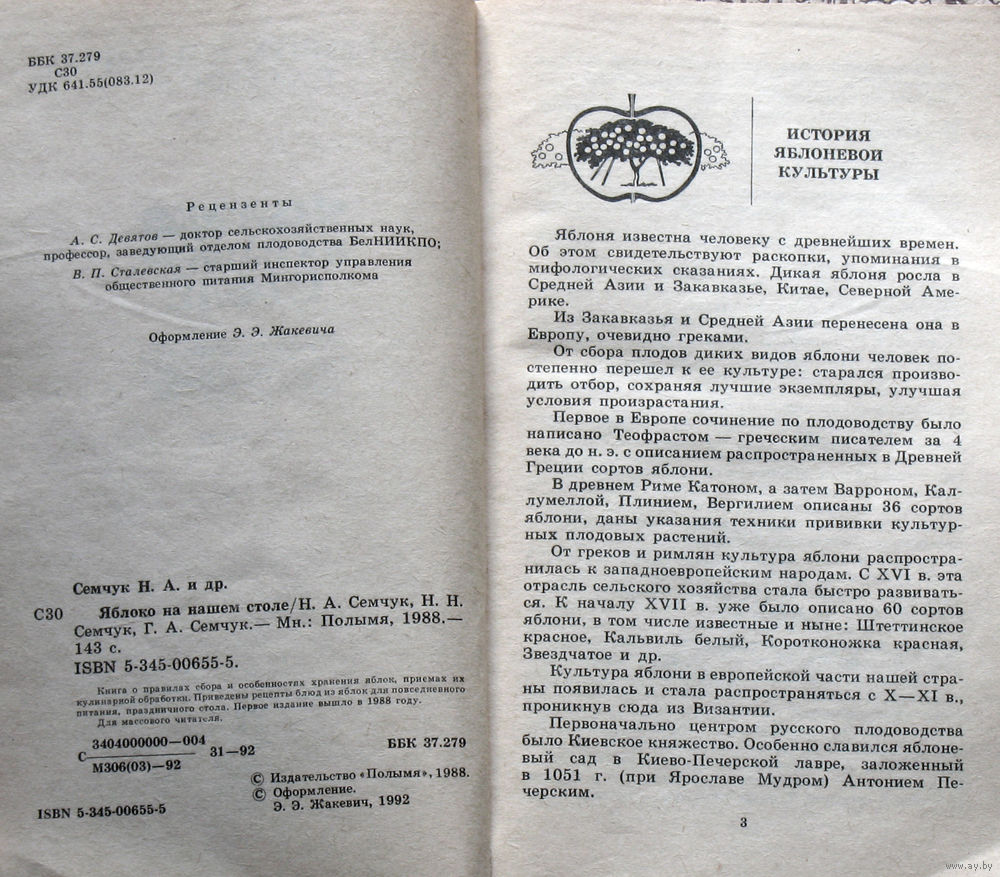 ББК 37.279
С30
УДК 641.55(083.12)
Рецензенты
А. С. Девятов — доктор сельскохозяйственных наук,
профессор, заведующий отделом плодоводства БелНИИКПО;
В. П. Сталевская — старший инспектор управления
общественного питания Мингорисполкома
Оформление Э. Э. Жакевича
Семчук Н. А. и др.
С30 Яблоко на нашем столе/Н. А. Семчук, Н. Н.
Семчук, Г. А. Семчук.— Мн.: Полымя, 1988.—
143 с.
ISBN 5-345-00655-5.
Книга о правилах сбора и особенностях хранения яблок, приемах их
кулинарной обработки. Приведены рецепты блюд из яблок для повседневного
питания, праздничного стола. Первое издание вышло в 1988 году.
Для массового читателя.
С 3404000000—004
М306(03)—92
31—92
ББК 37.279
© Издательство «Полымя», 1988.
© Оформление.
Э. Э. Жакевич, 1992
ISBN 5-345-00655-5
ИСТОРИЯ
ЯБЛОНЕВОИ
КУЛЬТУРЫ
Яблоня известна человеку с древнейших времен.
Об этом свидетельствуют раскопки, упоминания в
мифологических сказаниях. Дикая яблоня росла в
Средней Азии и Закавказье, Китае, Северной Аме-
рике.
Из Закавказья и Средней Азии перенесена она в
Европу, очевидно греками.
От сбора плодов диких видов яблони человек по-
степенно перешел к ее культуре: старался произво-
дить отбор, сохраняя лучшие экземпляры, улучшая
условия произрастания.
Первое в Европе сочинение по плодоводству было
написано Теофрастом — греческим писателем за 4
века до н. э. с описанием распространенных в Древней
Греции сортов яблони.
В древнем Риме Катоном, а затем Варроном, Кал-
лумеллой, Плинием, Вергилием описаны 36 сортов
яблони, даны указания техники прививки культур-
ных плодовых растений.
От греков и римлян культура яблони распростра-
нилась к западноевропейским народам. С XVI в. эта
отрасль сельского хозяйства стала быстро развивать-
ся. К началу XVII в. уже было описано 60 сортов
яблони, в том числе известные и ныне: Штеттинское
красное, Кальвиль белый, Коротконожка красная,
Звездчатое и др.
Культура яблони в европейской части нашей стра-
ны появилась и стала распространяться с X—XI в.,
проникнув сюда из Византии.
Первоначально центром русского плодоводства
было Киевское княжество. Особенно славился яблоне-
вый сад в Киево-Печерской лавре, заложенный
в 1051 г. (при Ярославе Мудром) Антонием Пе-
черским.
3
www.ay.by